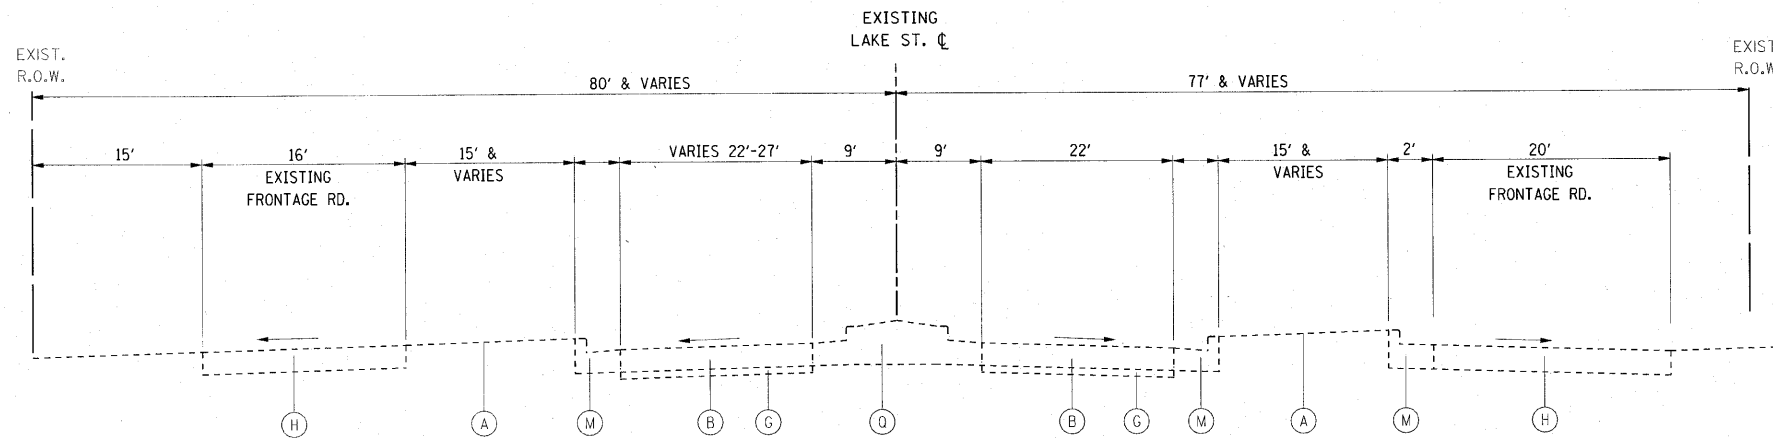 EXISTING
LAKE ST. ℄
EXIST.
R.O.W.
EXIST
R.O.W
80' & VARIES
77' & VARIES
15'
16'
EXISTING
FRONTAGE RD.
15' &
VARIES
VARIES 22'-27'
9'
9'
22'
15' &
VARIES
2'
20'
EXISTING
FRONTAGE RD.
H
A
M
B
G
Q
B
G
M
A
M
H